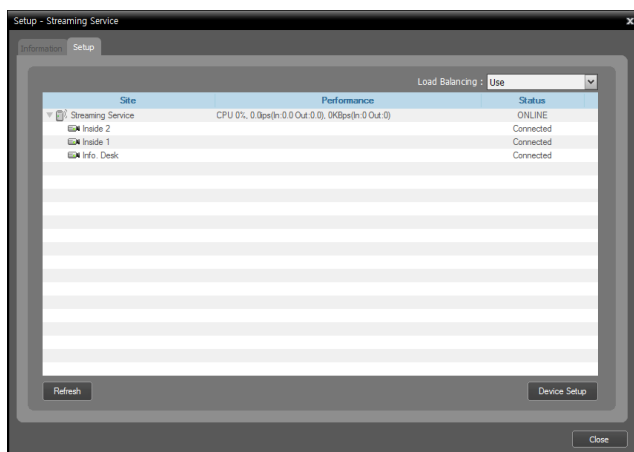 Setup - Streaming Service x
Information Setup
Load Balancing : Use
Site Performance Status
Streaming Service CPU 0%, 0.0ips(In:0.0 Out:0.0), 0KBps(In:0 Out:0) ONLINE
Inside 2 Connected
Inside 1 Connected
Info. Desk Connected
Refresh Device Setup
Close